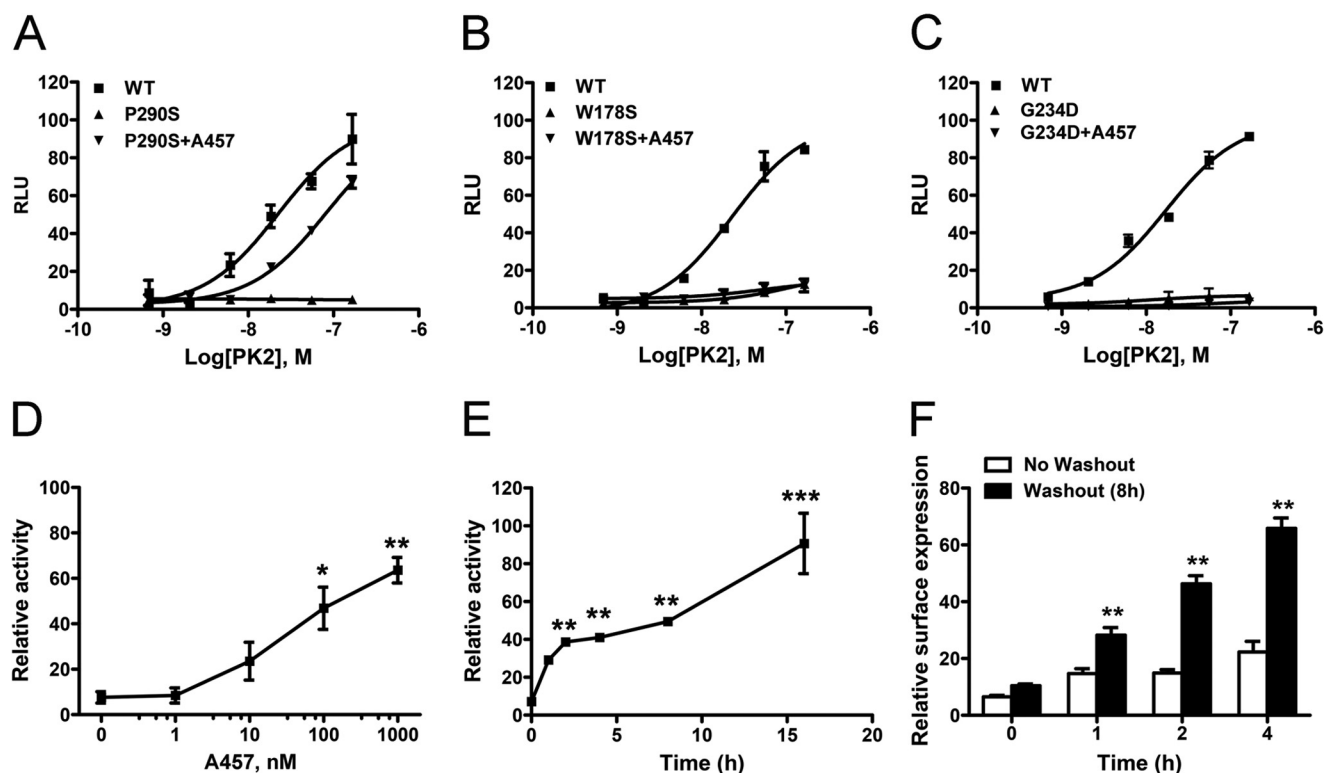 A
RLU
120
100
80
60
40
20
0
WT
P290S
P290S+A457
-10 -9 -8 -7 -6
Log[PK2], M
B
RLU
120
100
80
60
40
20
0
WT
W178S
W178S+A457
-10 -9 -8 -7 -6
Log[PK2], M
C
RLU
120
100
80
60
40
20
0
WT
G234D
G234D+A457
-10 -9 -8 -7 -6
Log[PK2], M
D
Relative activity
100
80
60
40
20
0
*
**
0 1 10 100 1000
A457, nM
E
Relative activity
120
100
80
60
40
20
0
**
**
**
***
0 5 10 15 20
Time (h)
F
Relative surface expression
80
60
40
20
0
No Washout
Washout (8h)
**
**
**
0 1 2 4
Time (h)